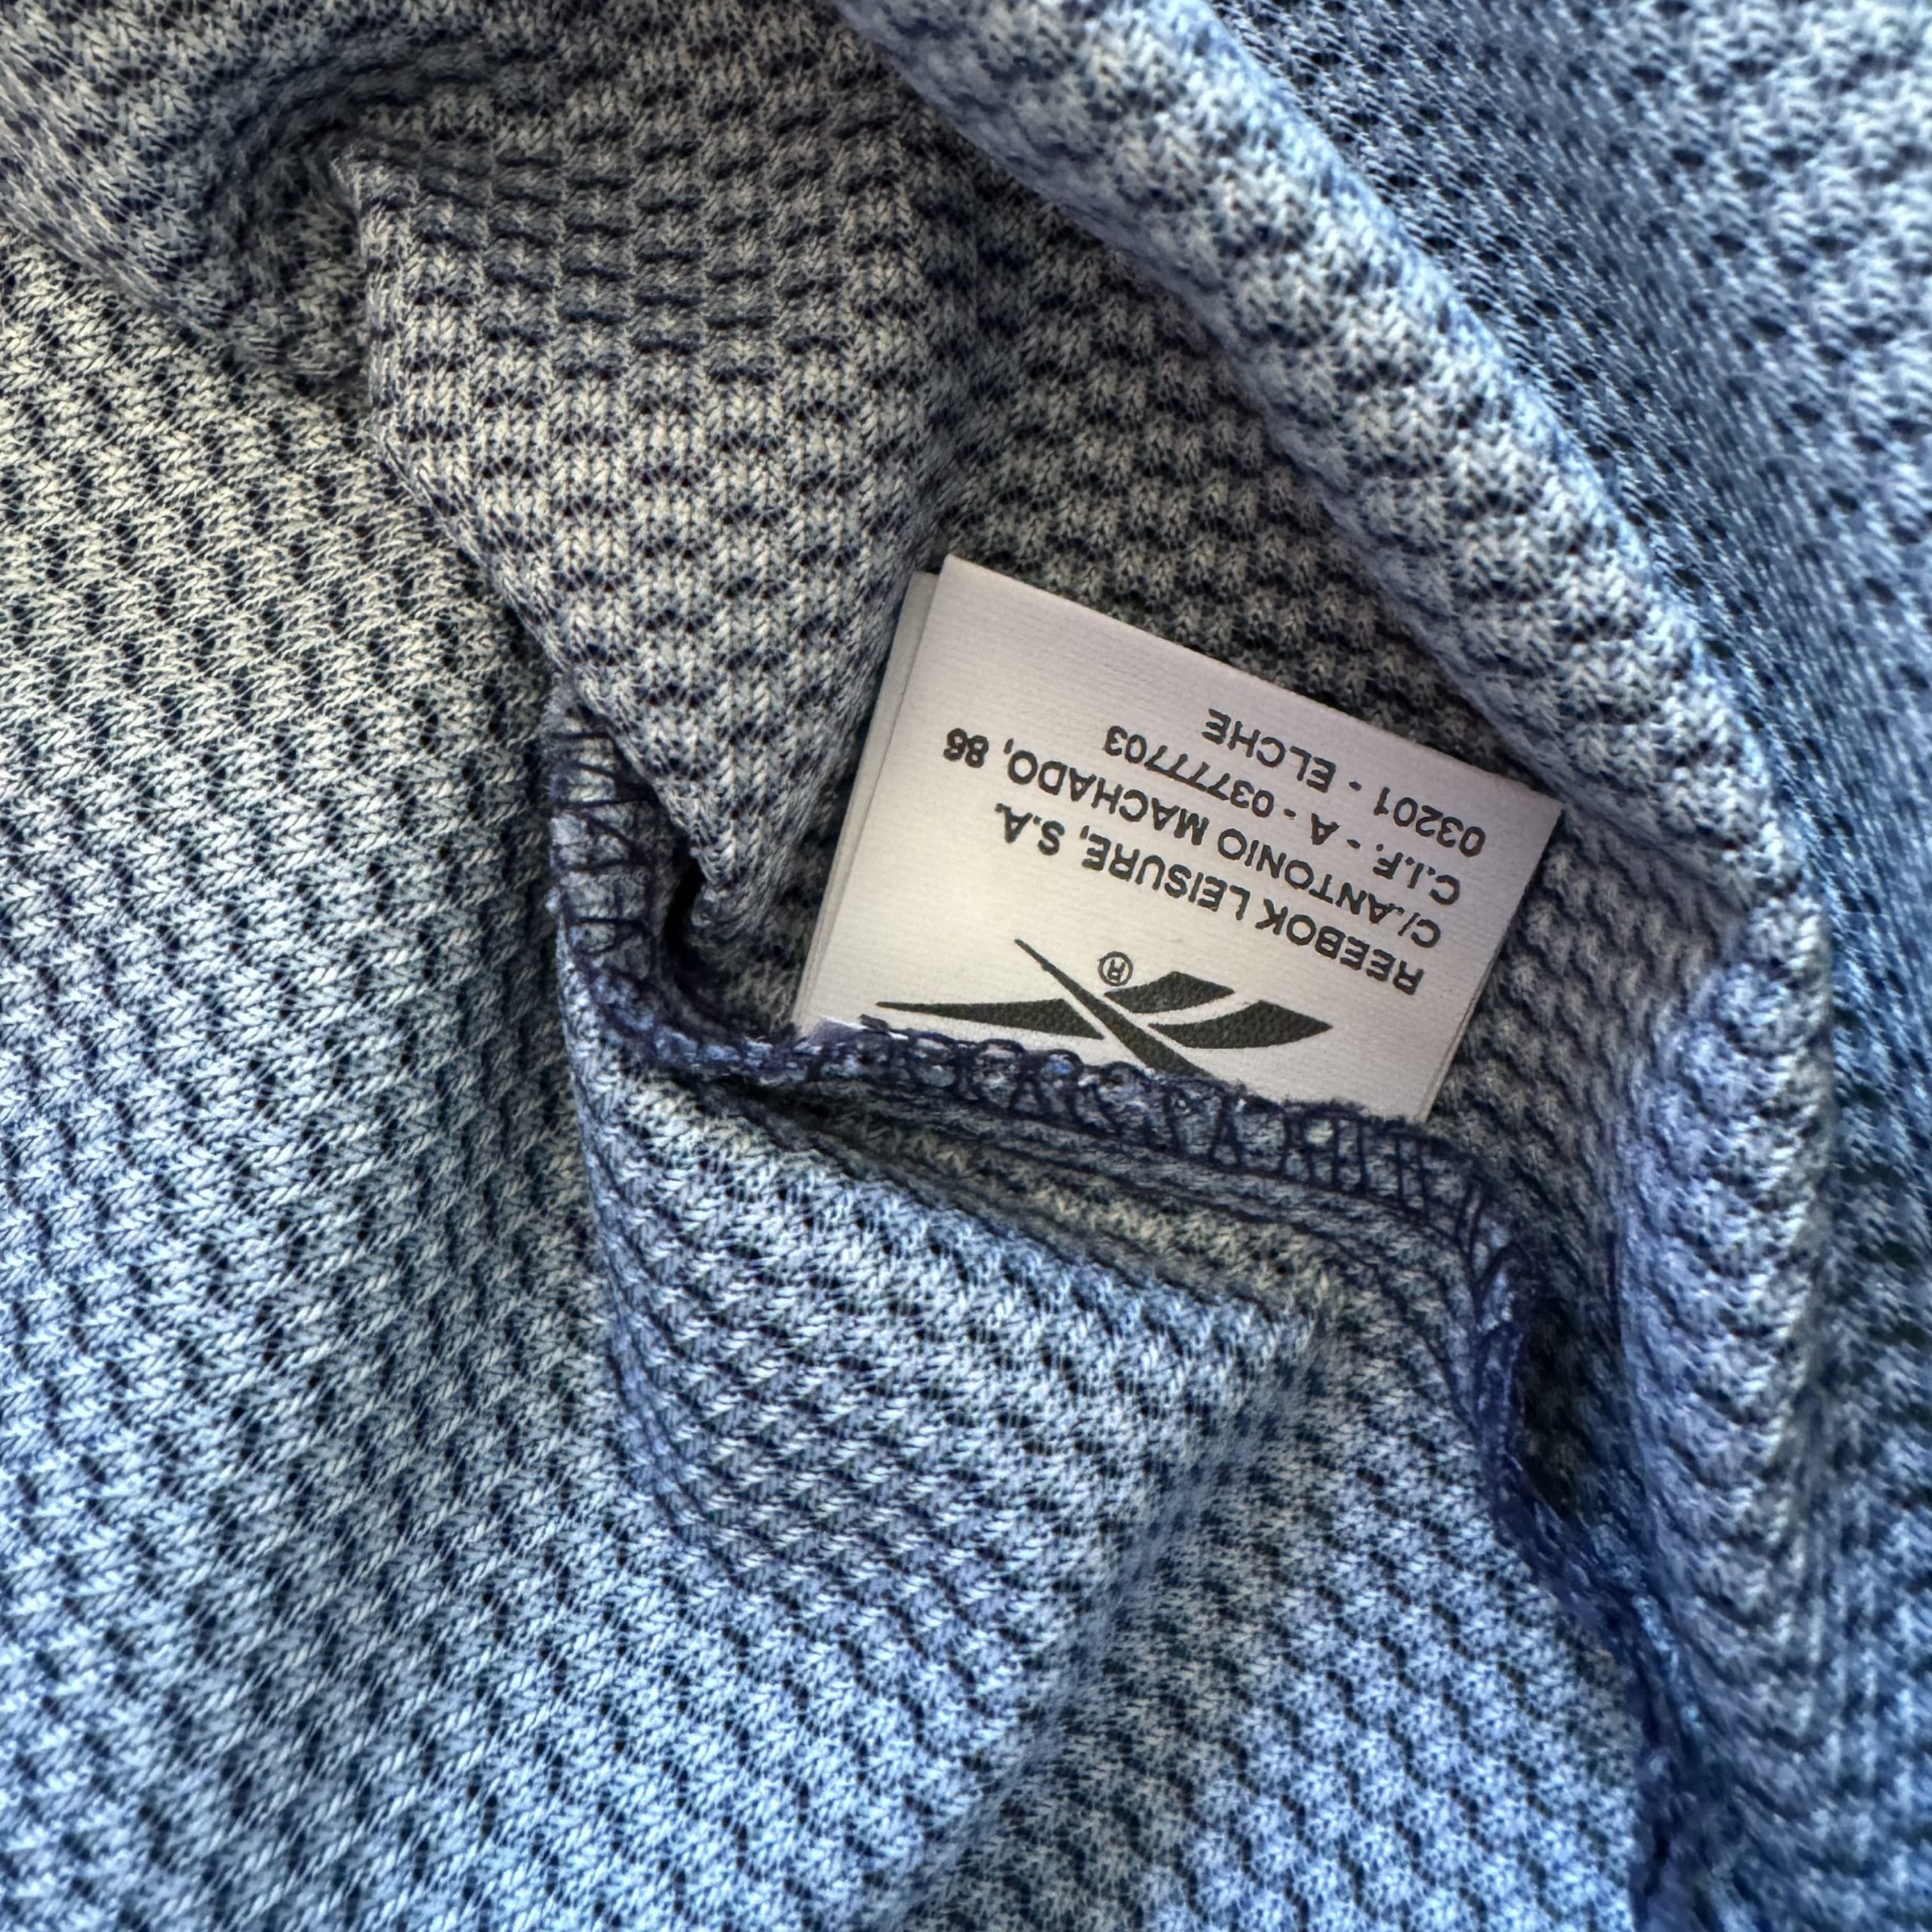 ®
REEBOK LEISURE, S.A.
C/.ANTONIO MACHADO, 86
C.I.F. - A - 03777703
03201 - ELCHE